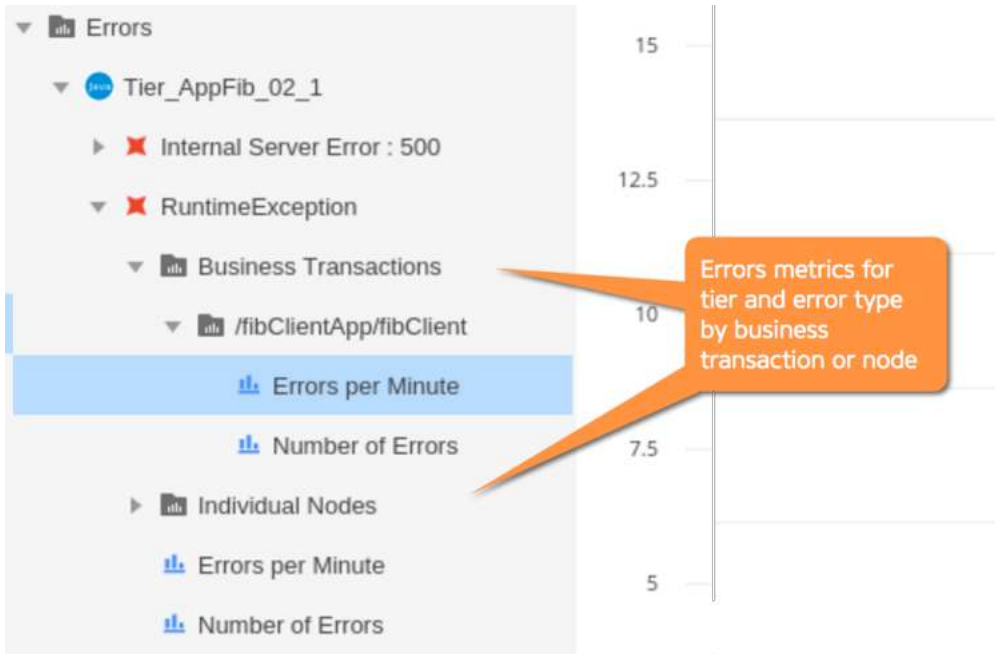 Errors
Tier_AppFib_02_1
Internal Server Error : 500
RuntimeException
Business Transactions
/fibClientApp/fibClient
Errors per Minute
Number of Errors
Individual Nodes
Errors per Minute
Number of Errors
15
12.5
10
7.5
5
Errors metrics for
tier and error type
by business
transaction or node